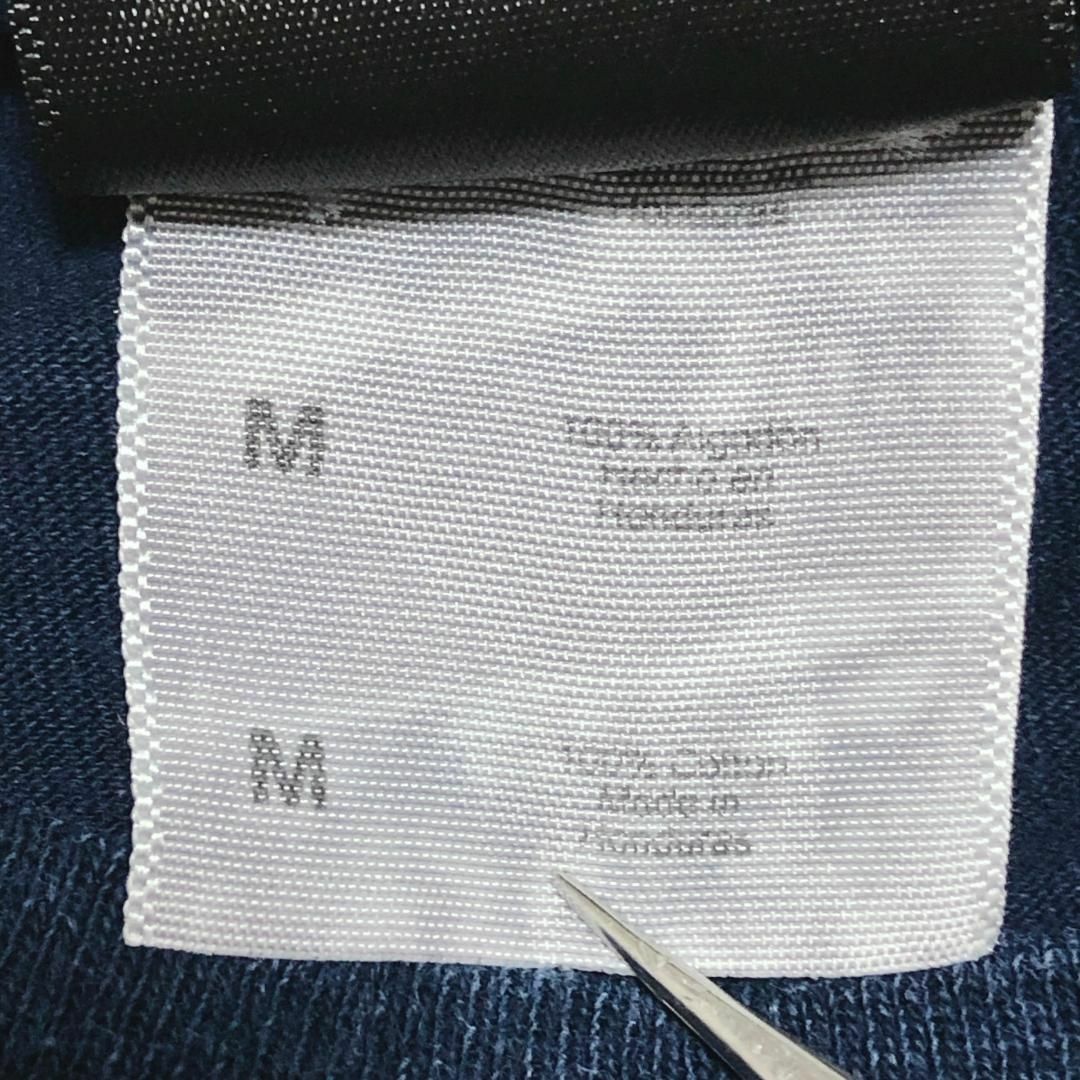 M
100% Algodón
Hecho en
Honduras
M
100% Cotton
Made in
Honduras